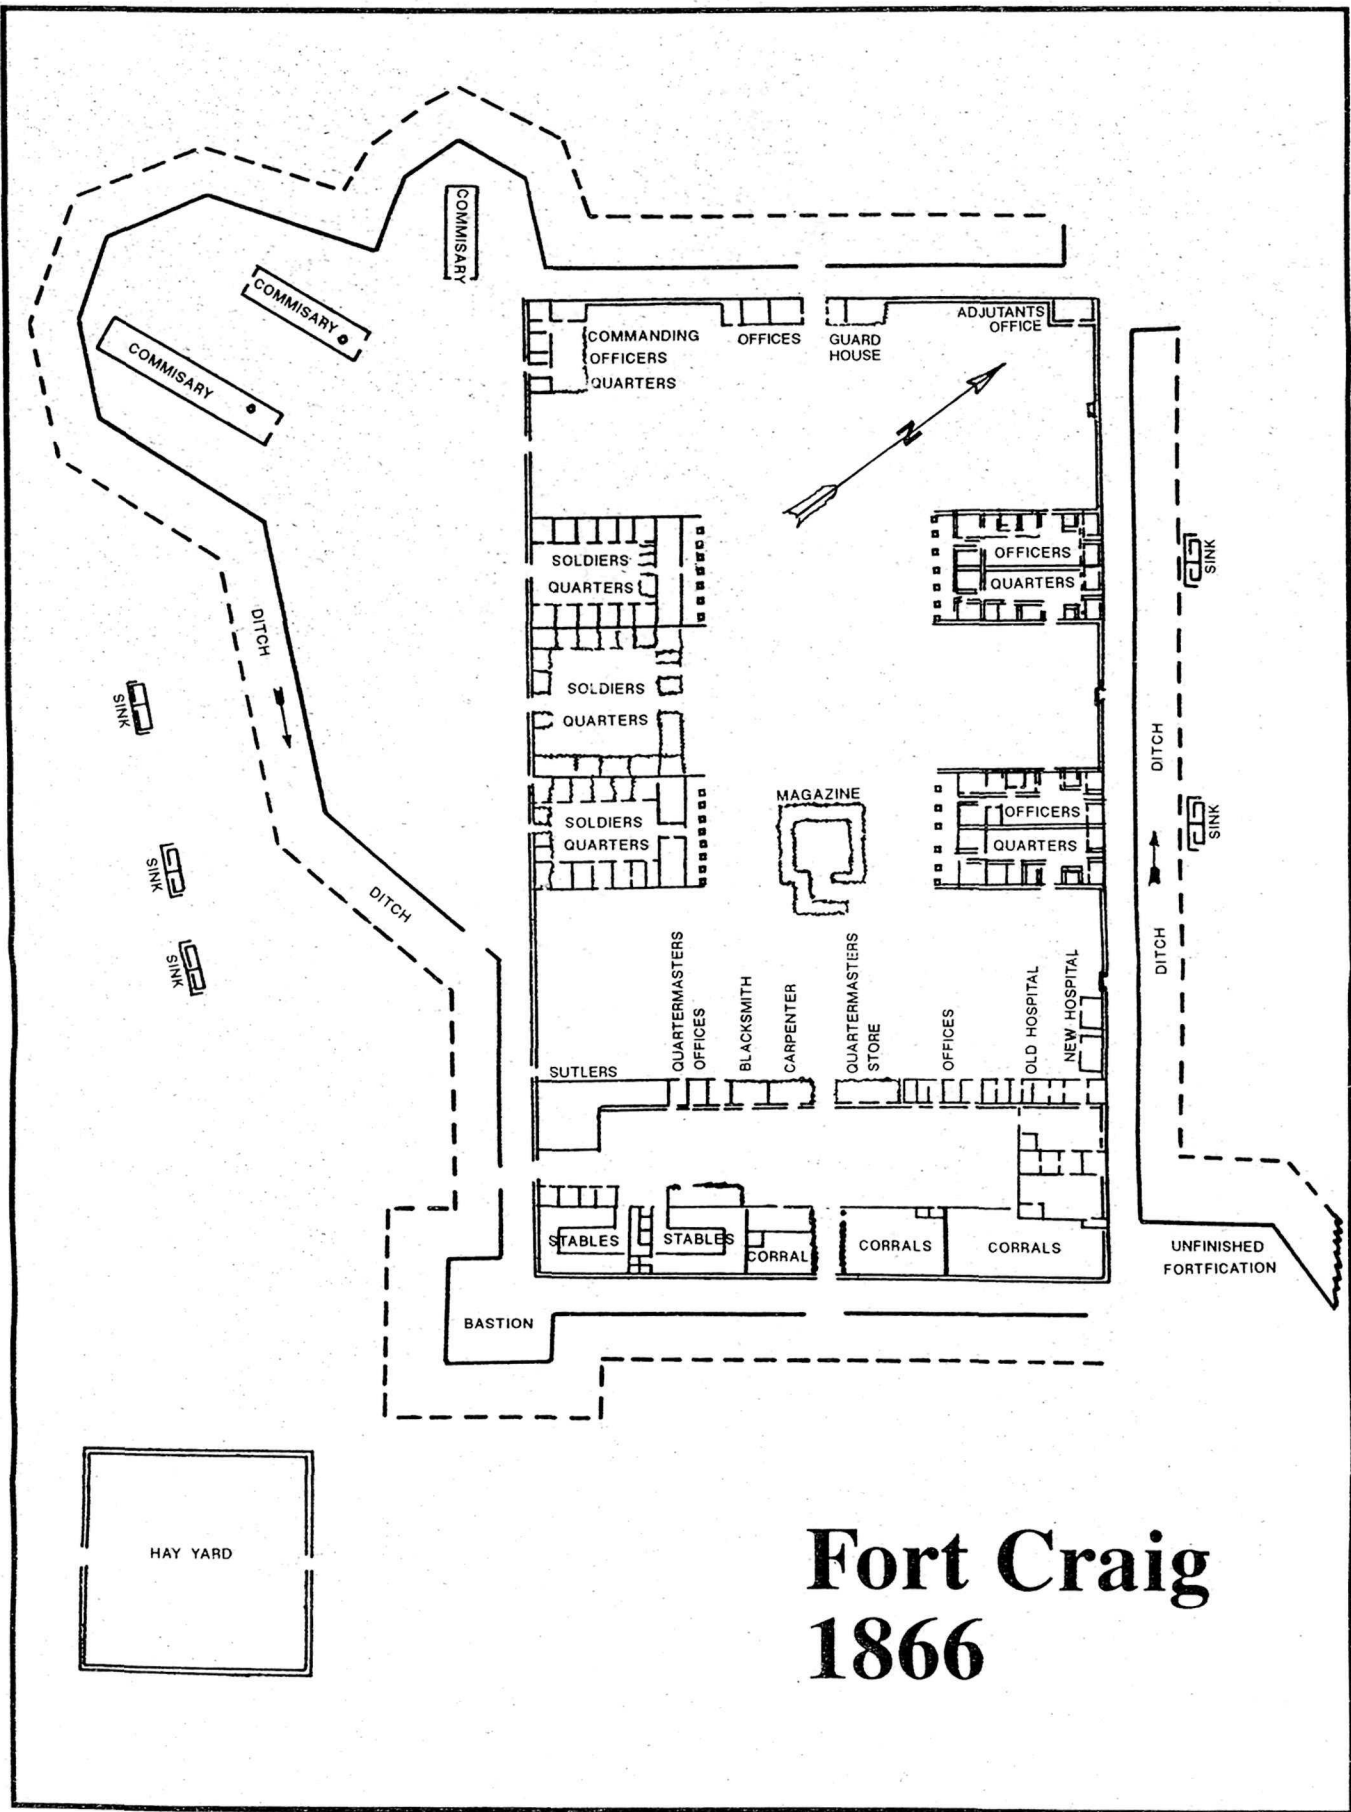 COMMISARY
COMMISARY
COMMISARY
COMMANDING
OFFICERS
QUARTERS
OFFICES
GUARD
HOUSE
ADJUTANTS
OFFICE
N
SOLDIERS
QUARTERS
OFFICERS
QUARTERS
SINK
DITCH
SOLDIERS
QUARTERS
SINK
DITCH
MAGAZINE
SOLDIERS
QUARTERS
OFFICERS
QUARTERS
SINK
SINK
DITCH
DITCH
SINK
QUARTERMASTERS
OFFICES
BLACKSMITH
CARPENTER
QUARTERMASTERS
STORE
OFFICES
OLD HOSPITAL
NEW HOSPITAL
SUTLERS
STABLES
STABLES
CORRAL
CORRALS
CORRALS
UNFINISHED
FORTFICATION
BASTION
HAY YARD
Fort Craig
1866